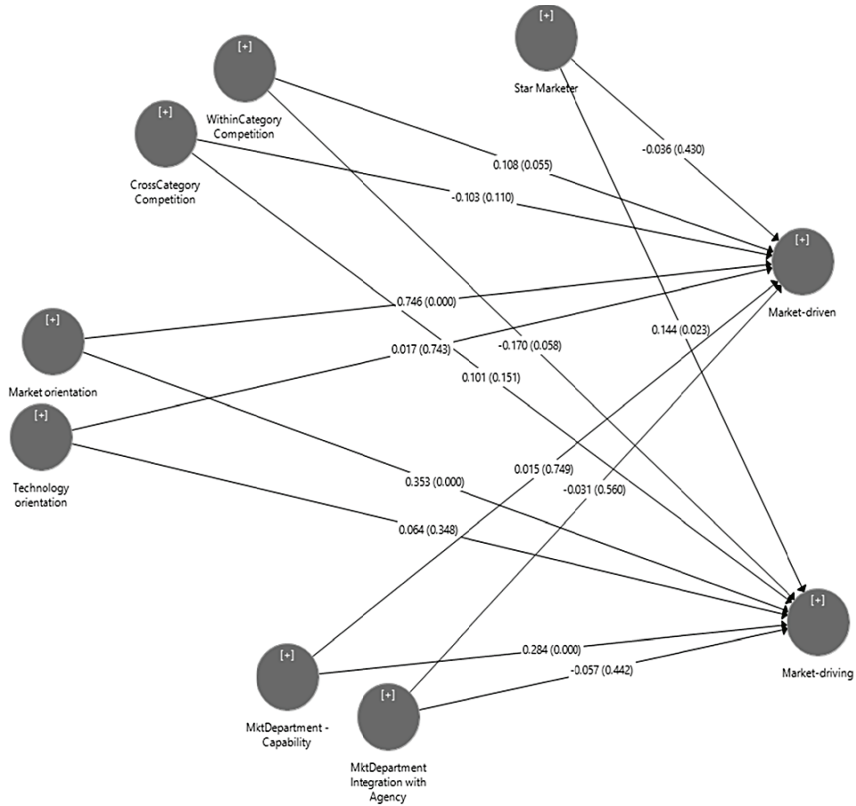 [+]
Star Marketer
[+]
WithinCategory
Competition
[+]
CrossCategory
Competition
-0.036 (0.430)
0.108 (0.055)
-0.103 (0.110)
[+]
Market-driven
0.746 (0.000)
[+]
Market orientation
0.144 (0.023)
-0.170 (0.058)
0.017 (0.743)
0.101 (0.151)
[+]
Technology
orientation
0.015 (0.749)
0.353 (0.000)
-0.031 (0.560)
0.064 (0.348)
[+]
Market-driving
[+]
MktDepartment -
Capability
0.284 (0.000)
-0.057 (0.442)
[+]
MktDepartment
Integration with
Agency